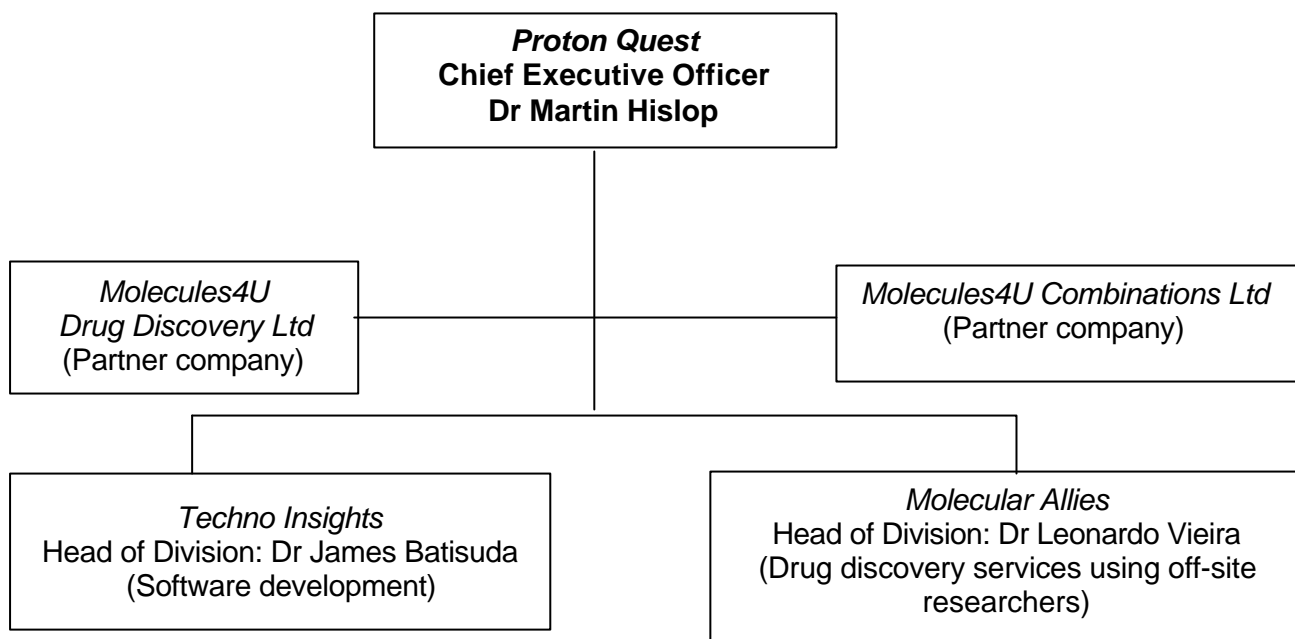 Proton Quest
Chief Executive Officer
Dr Martin Hislop
Molecules4U
Drug Discovery Ltd
(Partner company)
Molecules4U Combinations Ltd
(Partner company)
Techno Insights
Head of Division: Dr James Batisuda
(Software development)
Molecular Allies
Head of Division: Dr Leonardo Vieira
(Drug discovery services using off-site
researchers)